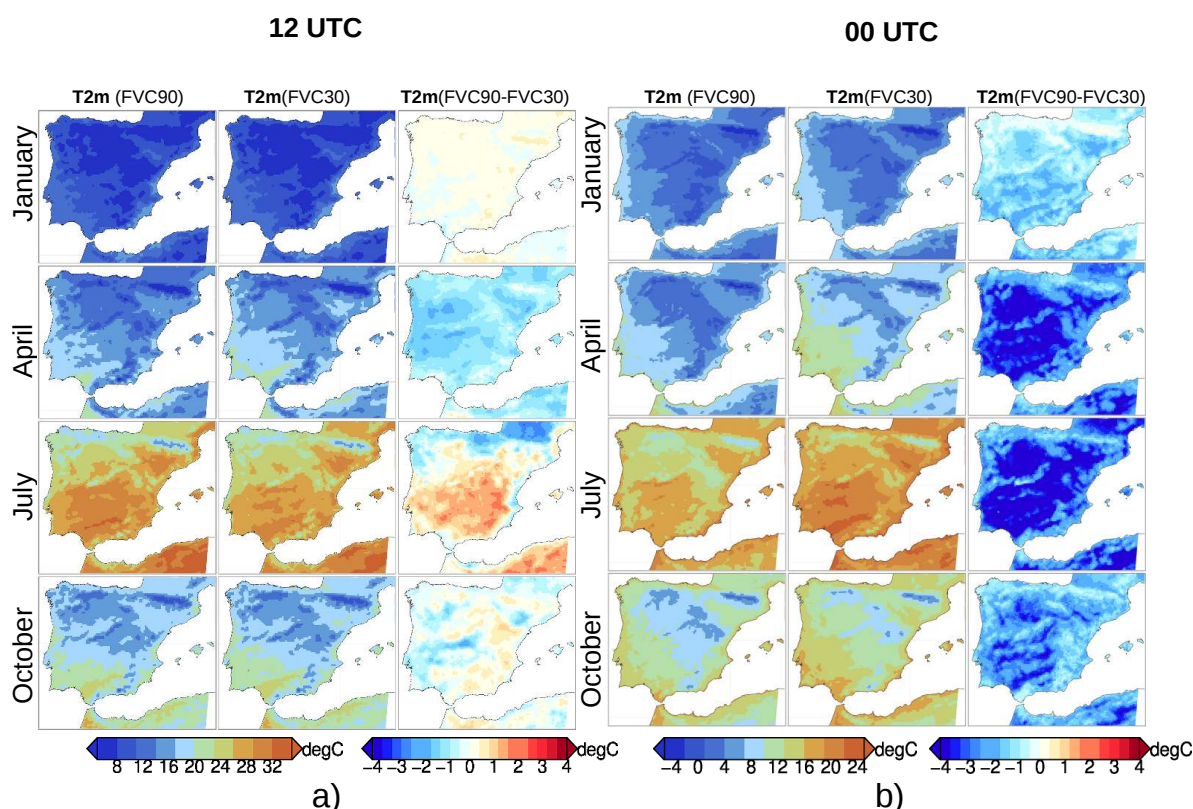 12 UTC
00 UTC
T2m (FVC90) T2m(FVC30) T2m(FVC90-FVC30)
T2m (FVC90) T2m(FVC30) T2m(FVC90-FVC30)
January
April
July
October
January
April
July
October
8 12 16 20 24 28 32 degC
−4 −3 −2 −1 0 1 2 3 4 degC
−4 0 4 8 12 16 20 24 degC
−4 −3 −2 −1 0 1 2 3 4 degC
a)
b)